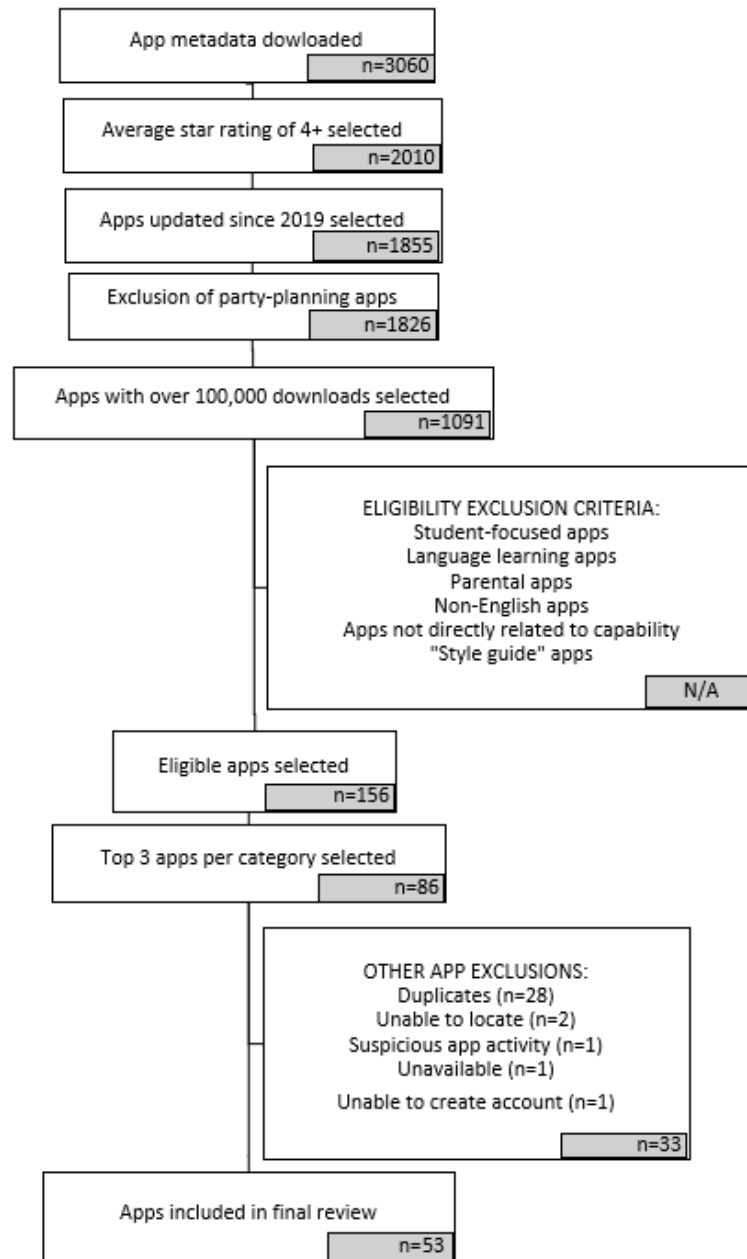 App metadata dowloaded
n=3060
Average star rating of 4+ selected
n=2010
Apps updated since 2019 selected
n=1855
Exclusion of party-planning apps
n=1826
Apps with over 100,000 downloads selected
n=1091
ELIGIBILITY EXCLUSION CRITERIA:
Student-focused apps
Language learning apps
Parental apps
Non-English apps
Apps not directly related to capability
"Style guide" apps
N/A
Eligible apps selected
n=156
Top 3 apps per category selected
n=86
OTHER APP EXCLUSIONS:
Duplicates (n=28)
Unable to locate (n=2)
Suspicious app activity (n=1)
Unavailable (n=1)
Unable to create account (n=1)
n=33
Apps included in final review
n=53